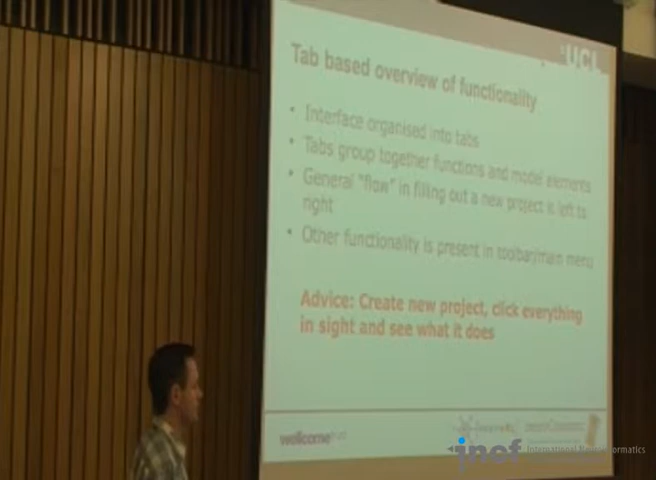 UCL
Tab based overview of functionality
• Interface organised into tabs
• Tabs group together functions and model elements
• General "flow" in filling out a new project is left to
right
• Other functionality is present in toolbar/main menu
Advice: Create new project, click everything
in sight and see what it does
wellcome
incf